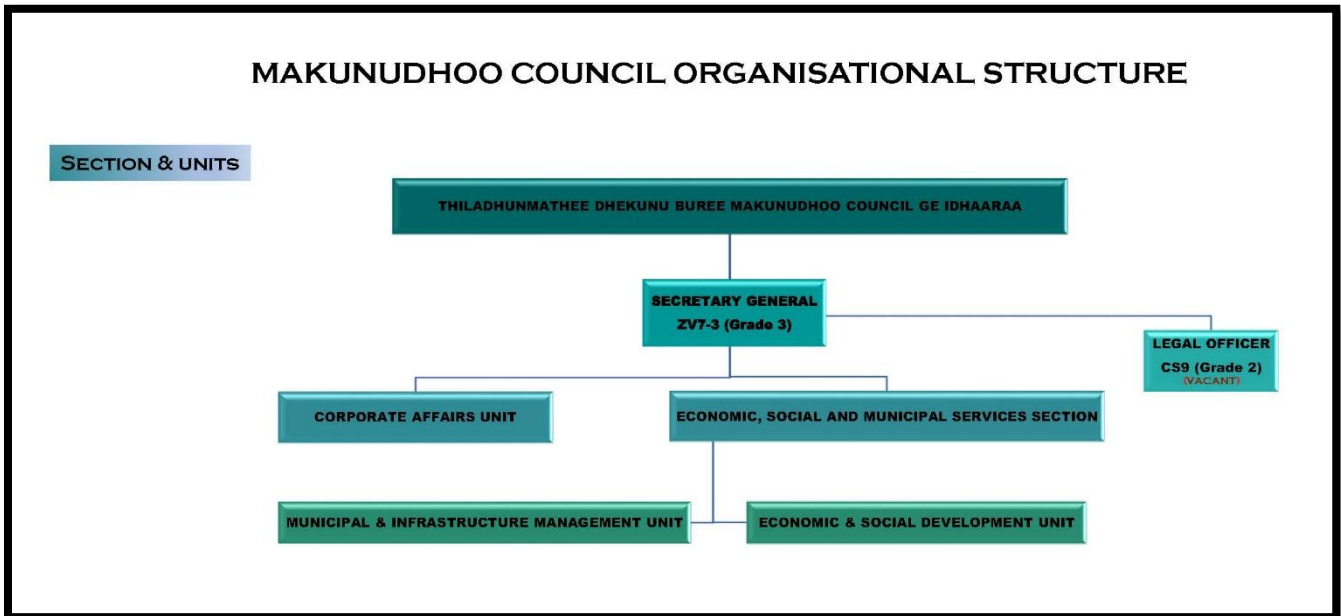 MAKUNUDHOO COUNCIL ORGANISATIONAL STRUCTURE
SECTION & UNITS
THILADHUNMATHEE DHEKUNU BUREE MAKUNUDHOO COUNCIL GE IDHAARAA
SECRETARY GENERAL
ZV7-3 (Grade 3)
LEGAL OFFICER
CS9 (Grade 2)
(VACANT)
CORPORATE AFFAIRS UNIT
ECONOMIC, SOCIAL AND MUNICIPAL SERVICES SECTION
MUNICIPAL & INFRASTRUCTURE MANAGEMENT UNIT
ECONOMIC & SOCIAL DEVELOPMENT UNIT